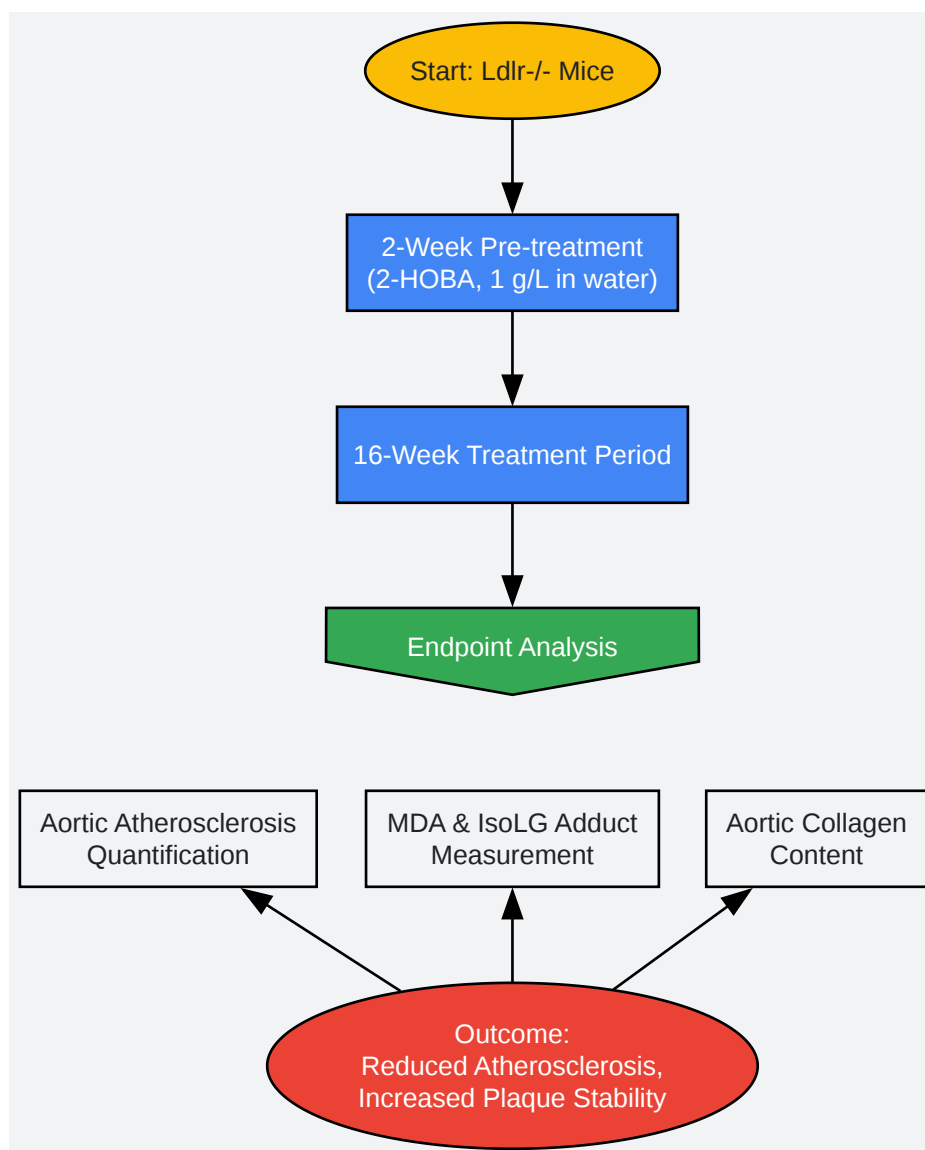 Start: Ldlr-/- Mice
2-Week Pre-treatment
(2-HOBA, 1 g/L in water)
16-Week Treatment Period
Endpoint Analysis
Aortic Atherosclerosis
Quantification
MDA & IsoLG Adduct
Measurement
Aortic Collagen
Content
Outcome:
Reduced Atherosclerosis,
Increased Plaque Stability